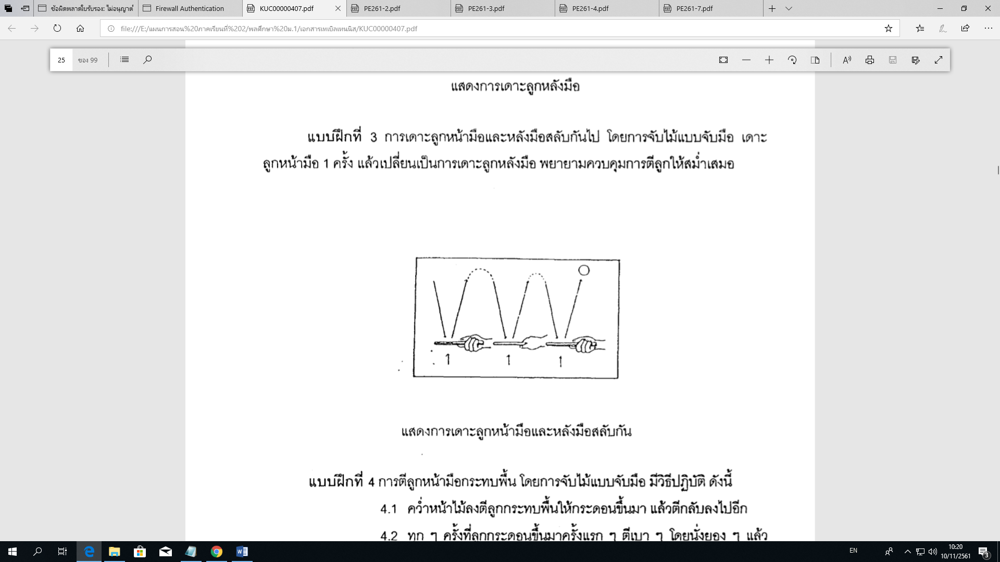 ข้อผิดพลาดใบรับรอง: ไม่อนุญาต์
Firewall Authentication
KUC00000407.pdf
PE261-2.pdf
PE261-3.pdf
PE261-4.pdf
PE261-7.pdf
file:///E:/แผนการสอน%20ภาคเรียนที่%202/พลศึกษา%20ม.1/เอกสารเทเบิลเทนนิส/KUC00000407.pdf
25 ของ 99
แสดงการเดาะลูกหลังมือ
แบบฝึกที่ 3 การเดาะลูกหน้ามือและหลังมือสลับกันไป โดยการจับไม้แบบจับมือ เดาะ
ลูกหน้ามือ 1 ครั้ง แล้วเปลี่ยนเป็นการเดาะลูกหลังมือ พยายามควบคุมการตีลูกให้สม่ำเสมอ
แสดงการเดาะลูกหน้ามือและหลังมือสลับกัน
แบบฝึกที่ 4 การตีลูกหน้ามือกระทบพื้น โดยการจับไม้แบบจับมือ มีวิธีปฏิบัติ ดังนี้
4.1 คว่ำหน้าไม้ลงตีลูกกระทบพื้นให้กระดอนขึ้นมา แล้วตีกลับลงไปอีก
4.2 ทุก ๆ ครั้งที่ลูกกระดอนขึ้นมาครั้งแรก ๆ ตีเบา ๆ โดยนั่งยอง ๆ แล้ว
EN
10:20
10/11/2561
3